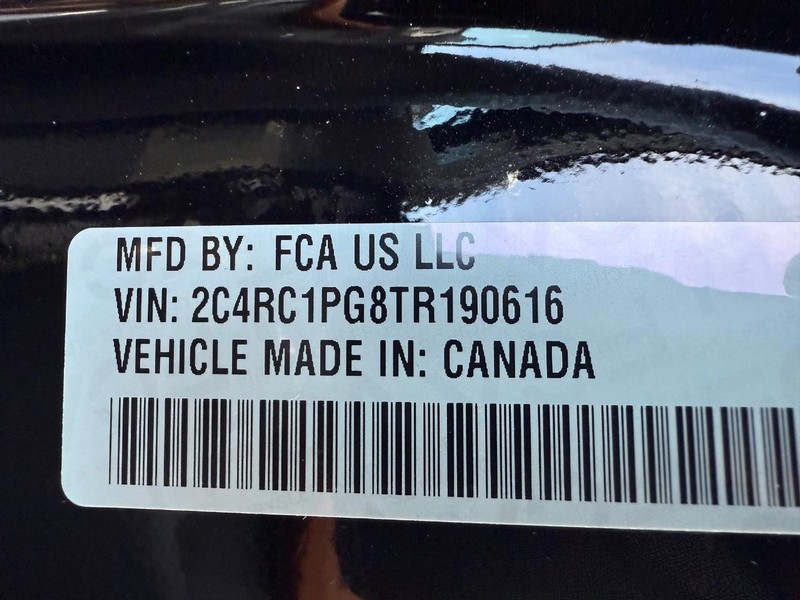 MFD BY: FCA US LLC
VIN: 2C4RC1PG8TR190616
VEHICLE MADE IN: CANADA